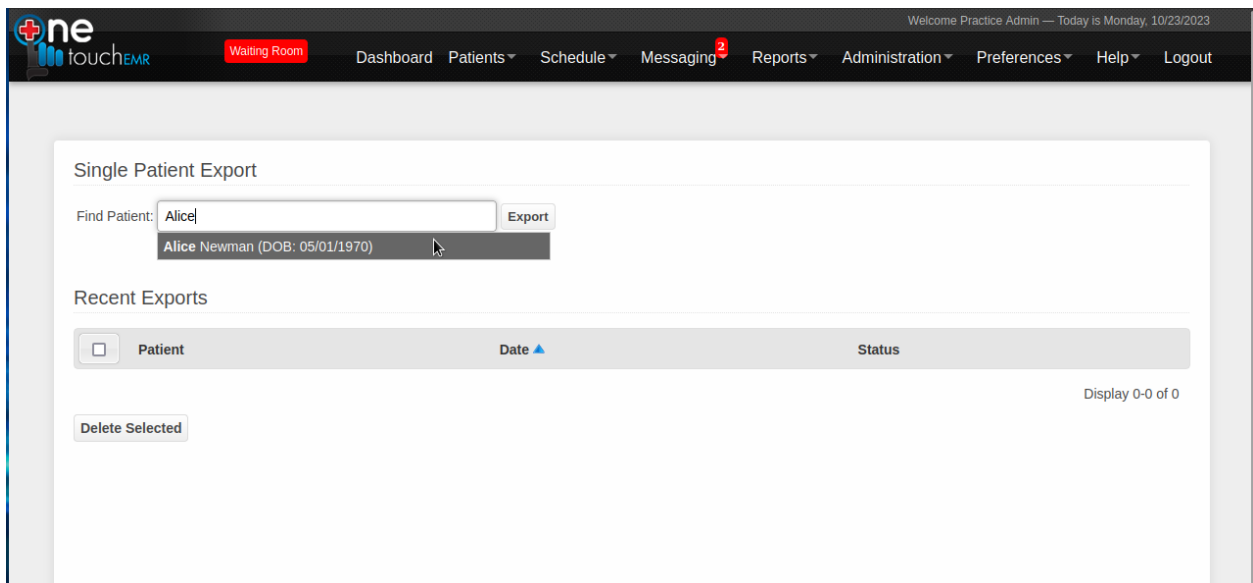 Welcome Practice Admin — Today is Monday, 10/23/2023
One
touchEMR
Waiting Room
Dashboard Patients Schedule Messaging 2 Reports Administration Preferences Help Logout
Single Patient Export
Find Patient: Alice Export
Alice Newman (DOB: 05/01/1970)
Recent Exports
Patient Date Status
Display 0-0 of 0
Delete Selected